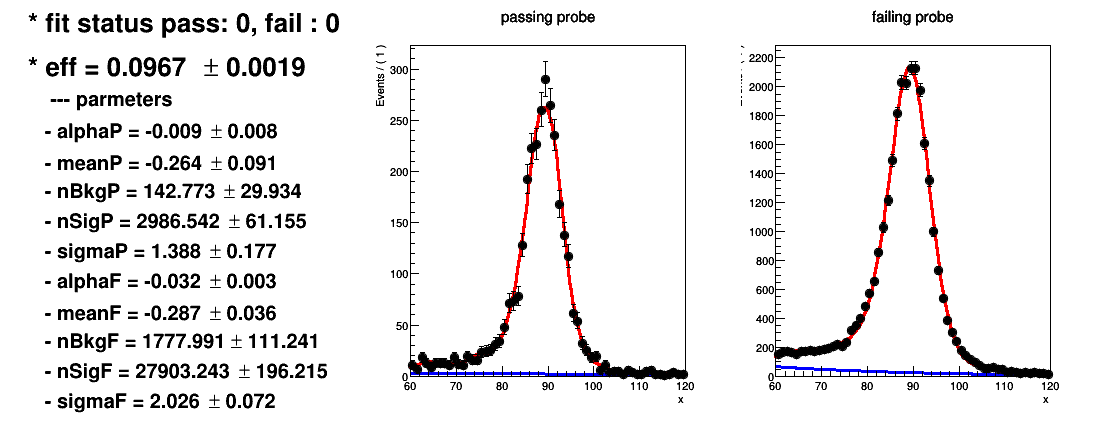 * fit status pass: 0, fail : 0
* eff = 0.0967 ± 0.0019
--- parmeters
- alphaP = -0.009 ± 0.008
- meanP = -0.264 ± 0.091
- nBkgP = 142.773 ± 29.934
- nSigP = 2986.542 ± 61.155
- sigmaP = 1.388 ± 0.177
- alphaF = -0.032 ± 0.003
- meanF = -0.287 ± 0.036
- nBkgF = 1777.991 ± 111.241
- nSigF = 27903.243 ± 196.215
- sigmaF = 2.026 ± 0.072
passing probe
Events / ( 1 )
300
250
200
150
100
50
0
60 70 80 90 100 110 120
x
failing probe
2200
2000
1800
1600
1400
1200
1000
800
600
400
200
0
60 70 80 90 100 110 120
x